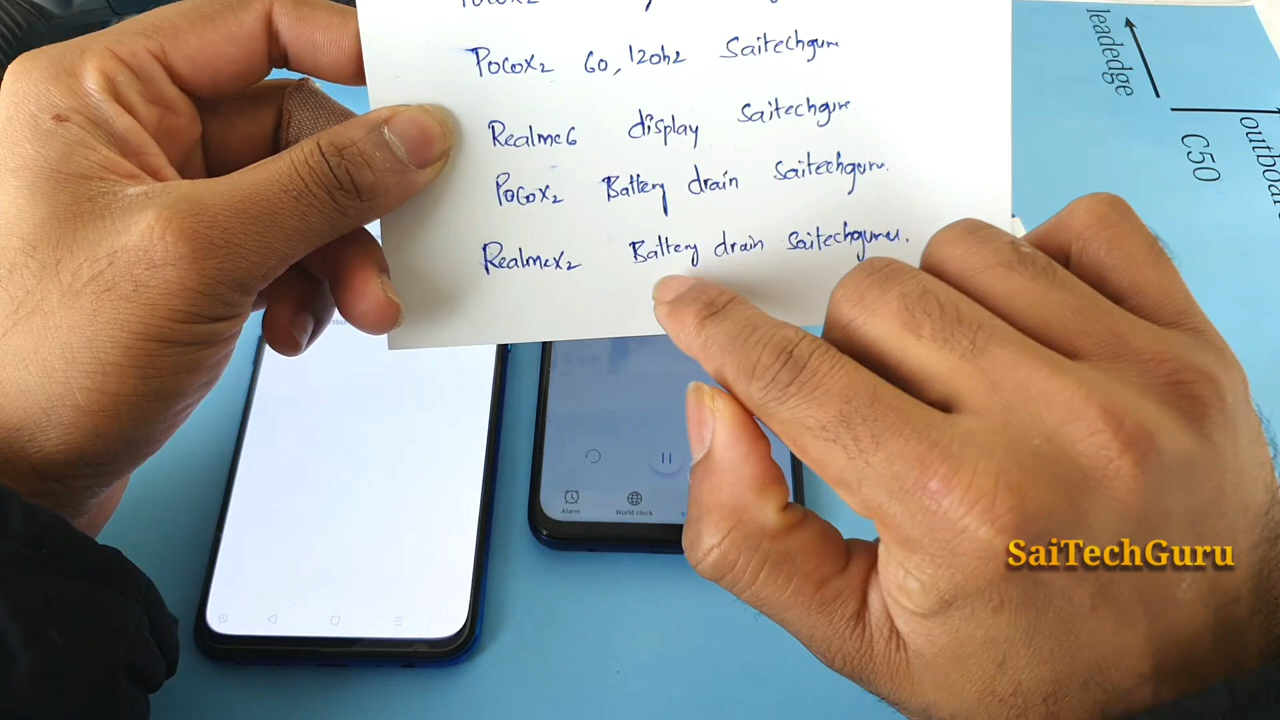 PocoX2
PocoX2 60, 120hz Saitechguru
Realme6 display Saitechguru
PocoX2 Battery drain Saitechguru.
RealmeX2 Battery drain Saitechguru.
leadedge
C50
Alarm
World clock
SaiTechGuru